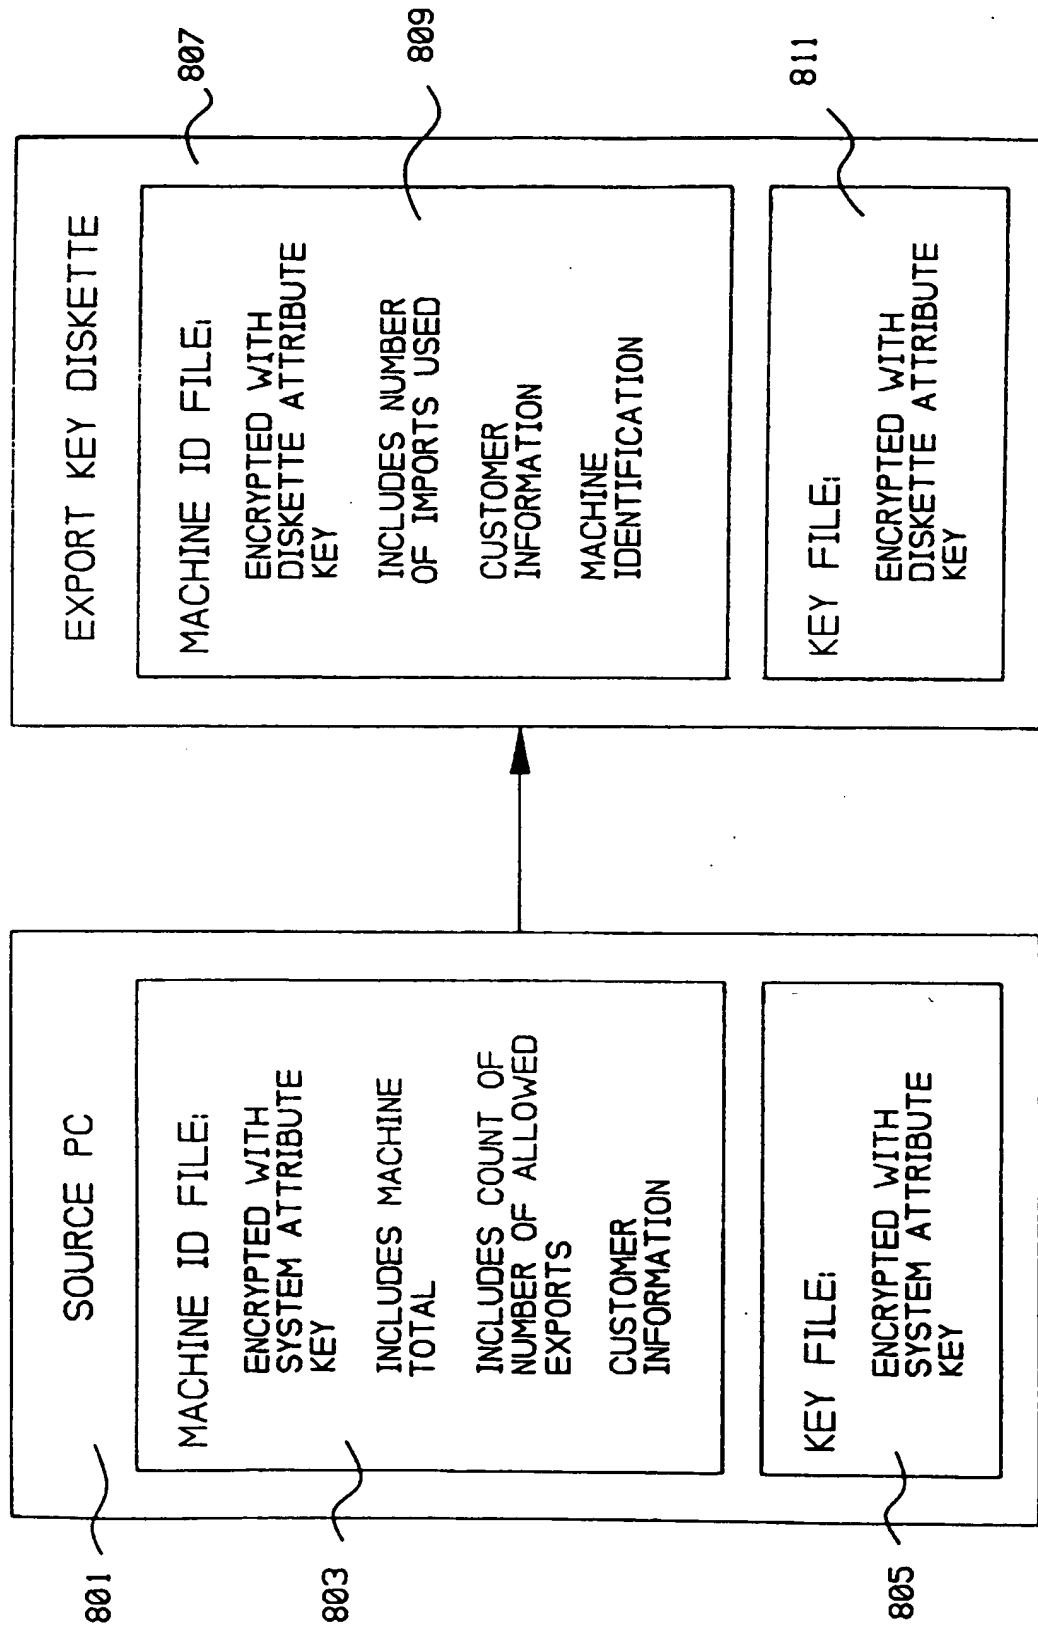 SOURCE PC
801
MACHINE ID FILE:
ENCRYPTED WITH
SYSTEM ATTRIBUTE
KEY
INCLUDES MACHINE
TOTAL
INCLUDES COUNT OF
NUMBER OF ALLOWED
EXPORTS
CUSTOMER
INFORMATION
803
KEY FILE:
ENCRYPTED WITH
SYSTEM ATTRIBUTE
KEY
805
EXPORT KEY DISKETTE
807
MACHINE ID FILE:
ENCRYPTED WITH
DISKETTE ATTRIBUTE
KEY
INCLUDES NUMBER
OF IMPORTS USED
CUSTOMER
INFORMATION
MACHINE
IDENTIFICATION
809
KEY FILE:
ENCRYPTED WITH
DISKETTE ATTRIBUTE
KEY
811